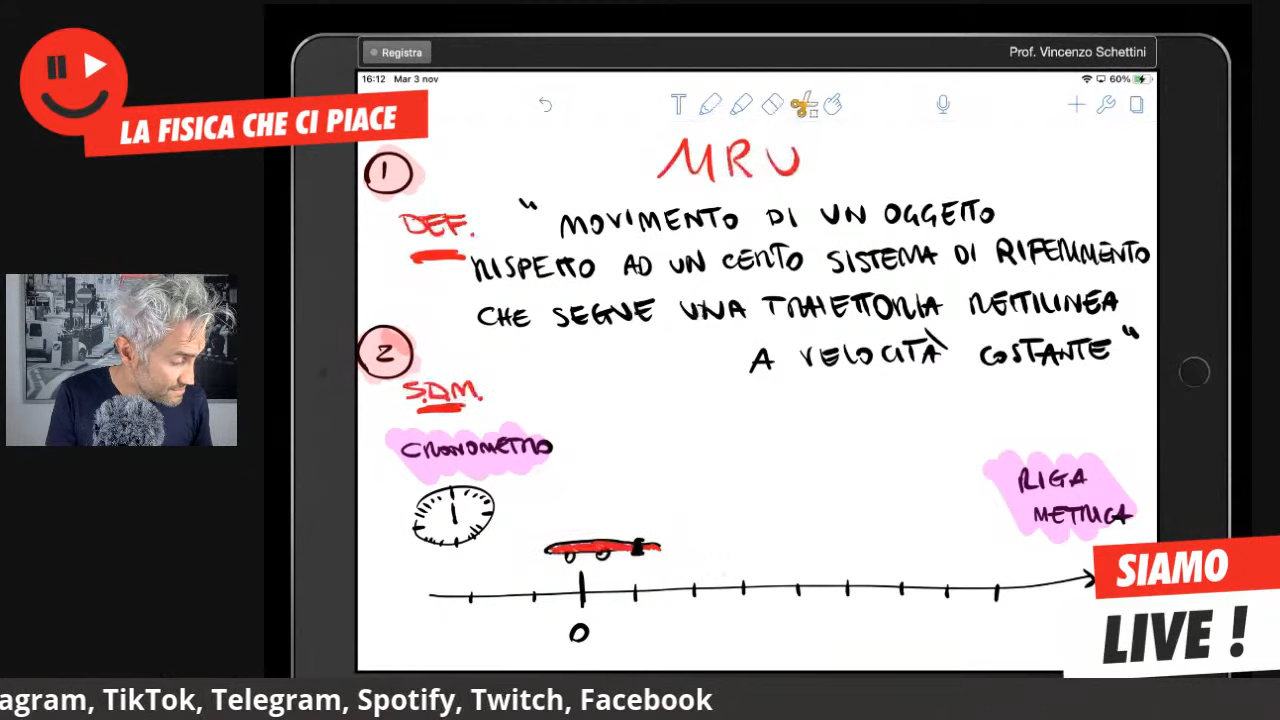 Registra
Prof. Vincenzo Schettini
16:12 Mar 3 nov
60%
LA FISICA CHE CI PIACE
1
MRU
DEF.
" MOVIMENTO DI UN OGGETTO
RISPETTO AD UN CERTO SISTEMA DI RIFERIMENTO
CHE SEGUE UNA TRAIETTORIA RETTILINEA
A VELOCITÀ COSTANTE "
2
S.D.M.
CRONOMETRO
RIGA
METRICA
0
SIAMO
LIVE !
agram, TikTok, Telegram, Spotify, Twitch, Facebook